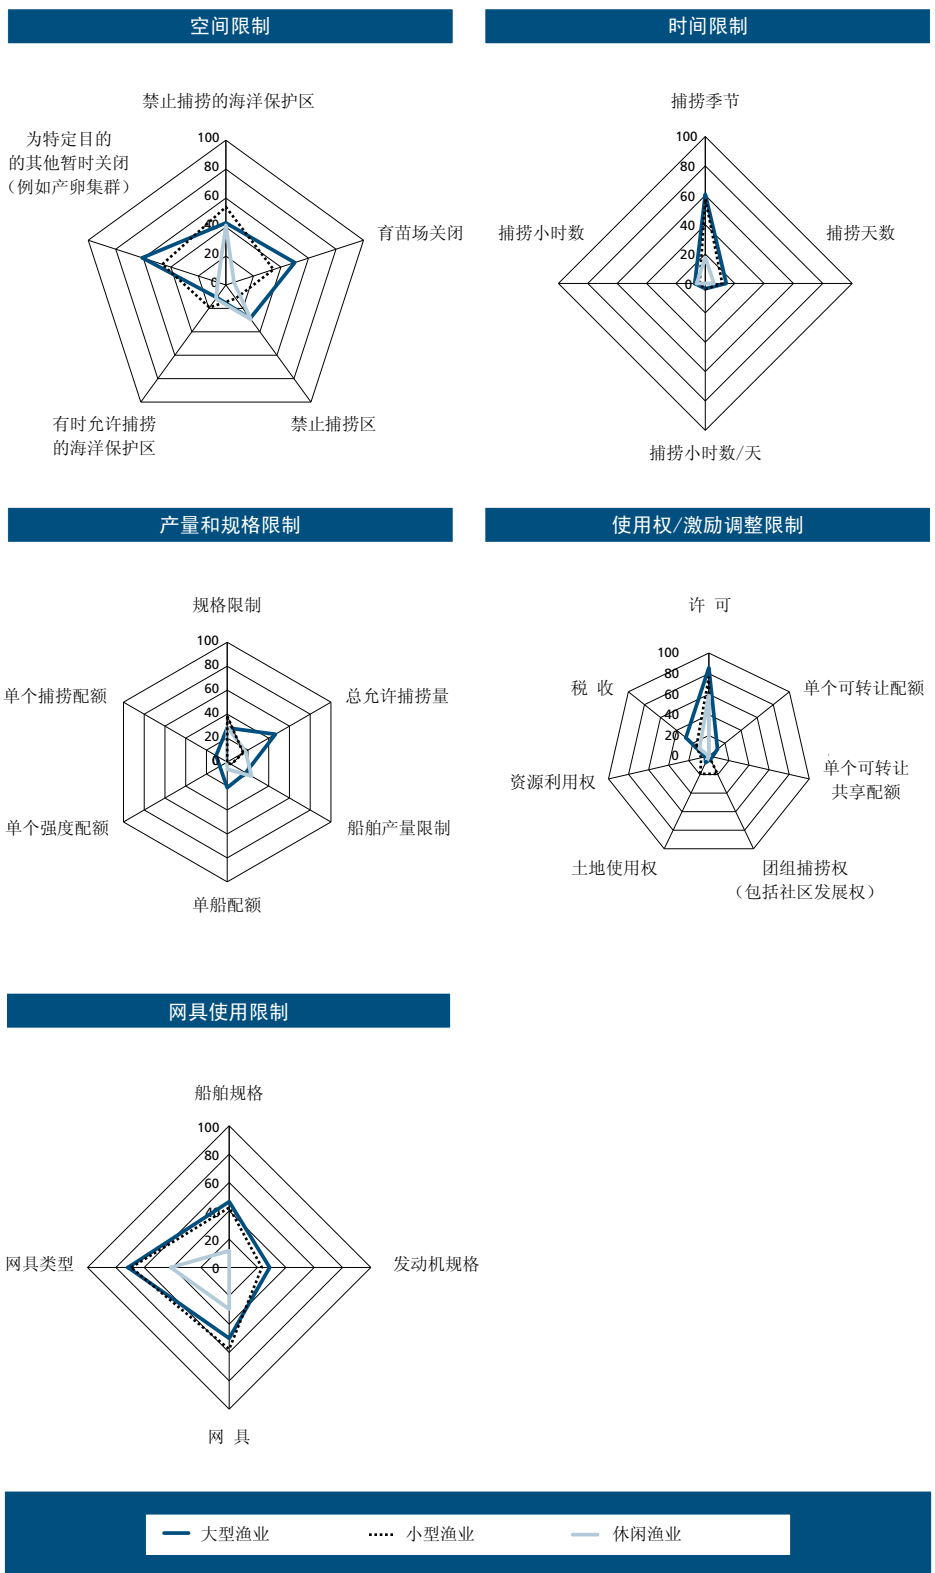 空间限制
禁止捕捞的海洋保护区
为特定目的
的其他暂时关闭
（例如产卵集群）
100
80
60
40
20
0
育苗场关闭
有时允许捕捞
的海洋保护区
禁止捕捞区
时间限制
捕捞季节
100
80
60
40
20
0
捕捞小时数
捕捞天数
捕捞小时数/天
产量和规格限制
规格限制
100
80
60
40
20
0
单个捕捞配额
总允许捕捞量
单个强度配额
船舶产量限制
单船配额
使用权/激励调整限制
许 可
100
80
60
40
20
0
税 收
单个可转让配额
资源利用权
单个可转让
共享配额
土地使用权
团组捕捞权
（包括社区发展权）
网具使用限制
船舶规格
100
80
60
40
20
0
网具类型
发动机规格
网 具
大型渔业
小型渔业
休闲渔业